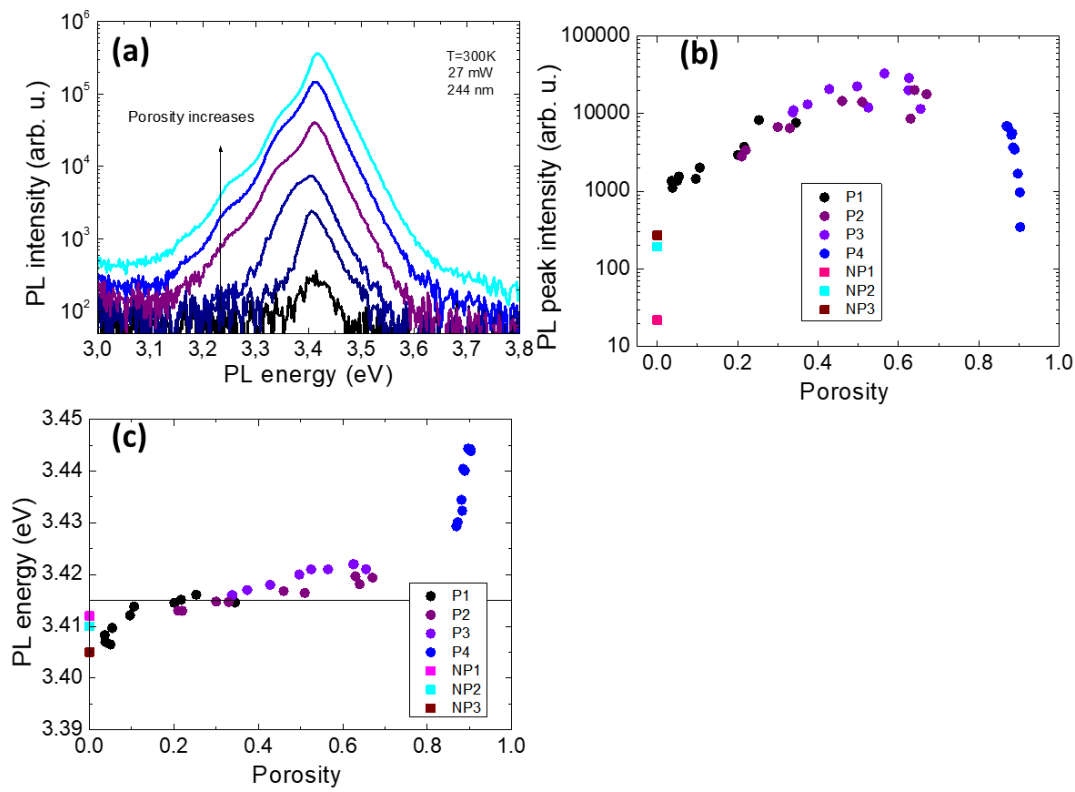 (a)
T=300K
27 mW
244 nm
Porosity increases
10^6
10^5
10^4
10^3
10^2
PL intensity (arb. u.)
3,0 3,1 3,2 3,3 3,4 3,5 3,6 3,7 3,8
PL energy (eV)
(b)
100000
10000
1000
100
10
PL peak intensity (arb. u.)
P1
P2
P3
P4
NP1
NP2
NP3
0.0 0.2 0.4 0.6 0.8 1.0
Porosity
(c)
3.45
3.44
3.43
3.42
3.41
3.40
3.39
PL energy (eV)
P1
P2
P3
P4
NP1
NP2
NP3
0.0 0.2 0.4 0.6 0.8 1.0
Porosity